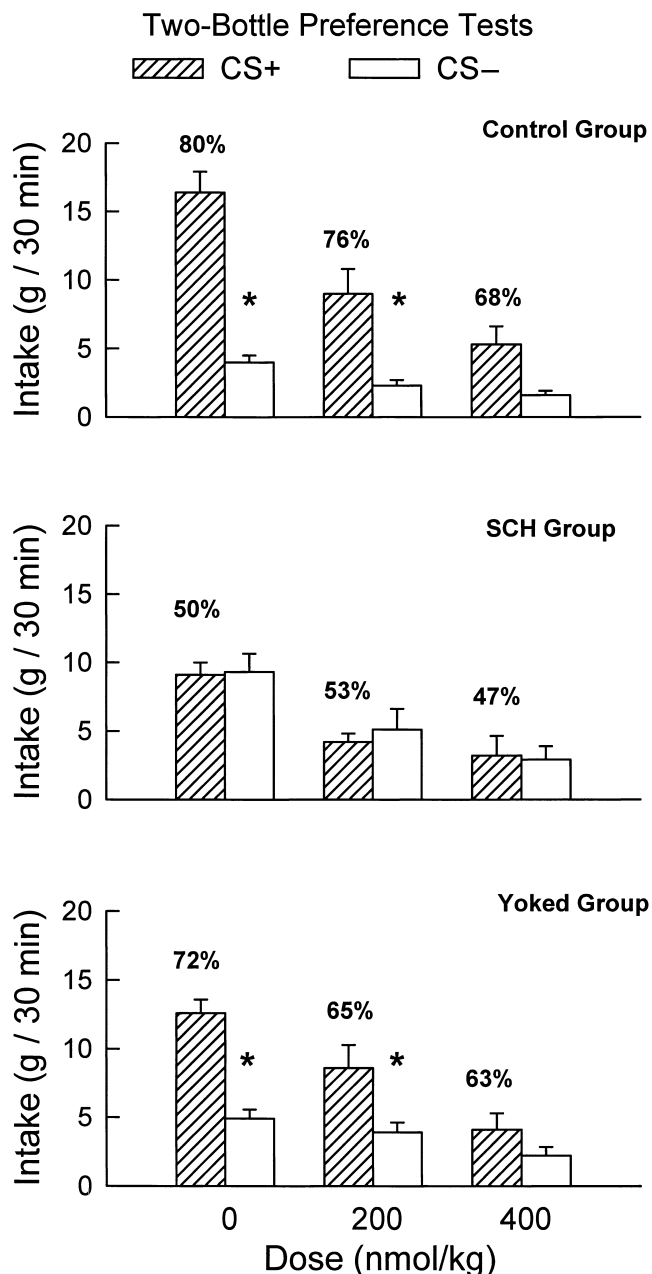 Two-Bottle Preference Tests
CS+ CS–
Control Group
Intake (g / 30 min)
20
15
10
5
0
80%
76%
68%
*
*
SCH Group
Intake (g / 30 min)
20
15
10
5
0
50%
53%
47%
Yoked Group
Intake (g / 30 min)
20
15
10
5
0
72%
65%
63%
*
*
0 200 400
Dose (nmol/kg)